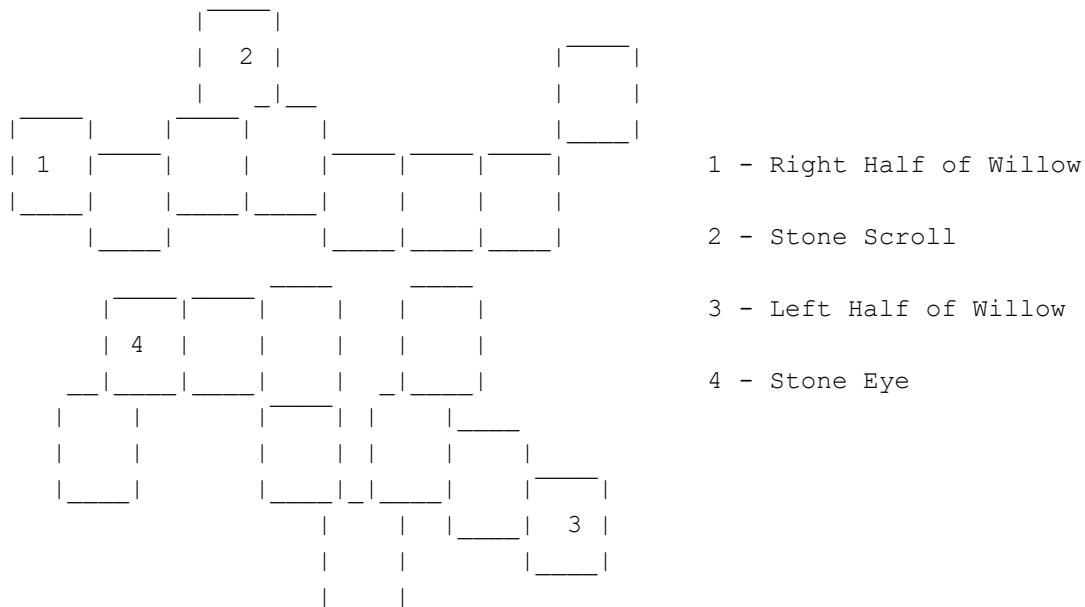 2
1
1 - Right Half of Willow
2 - Stone Scroll
3 - Left Half of Willow
4
4 - Stone Eye
3